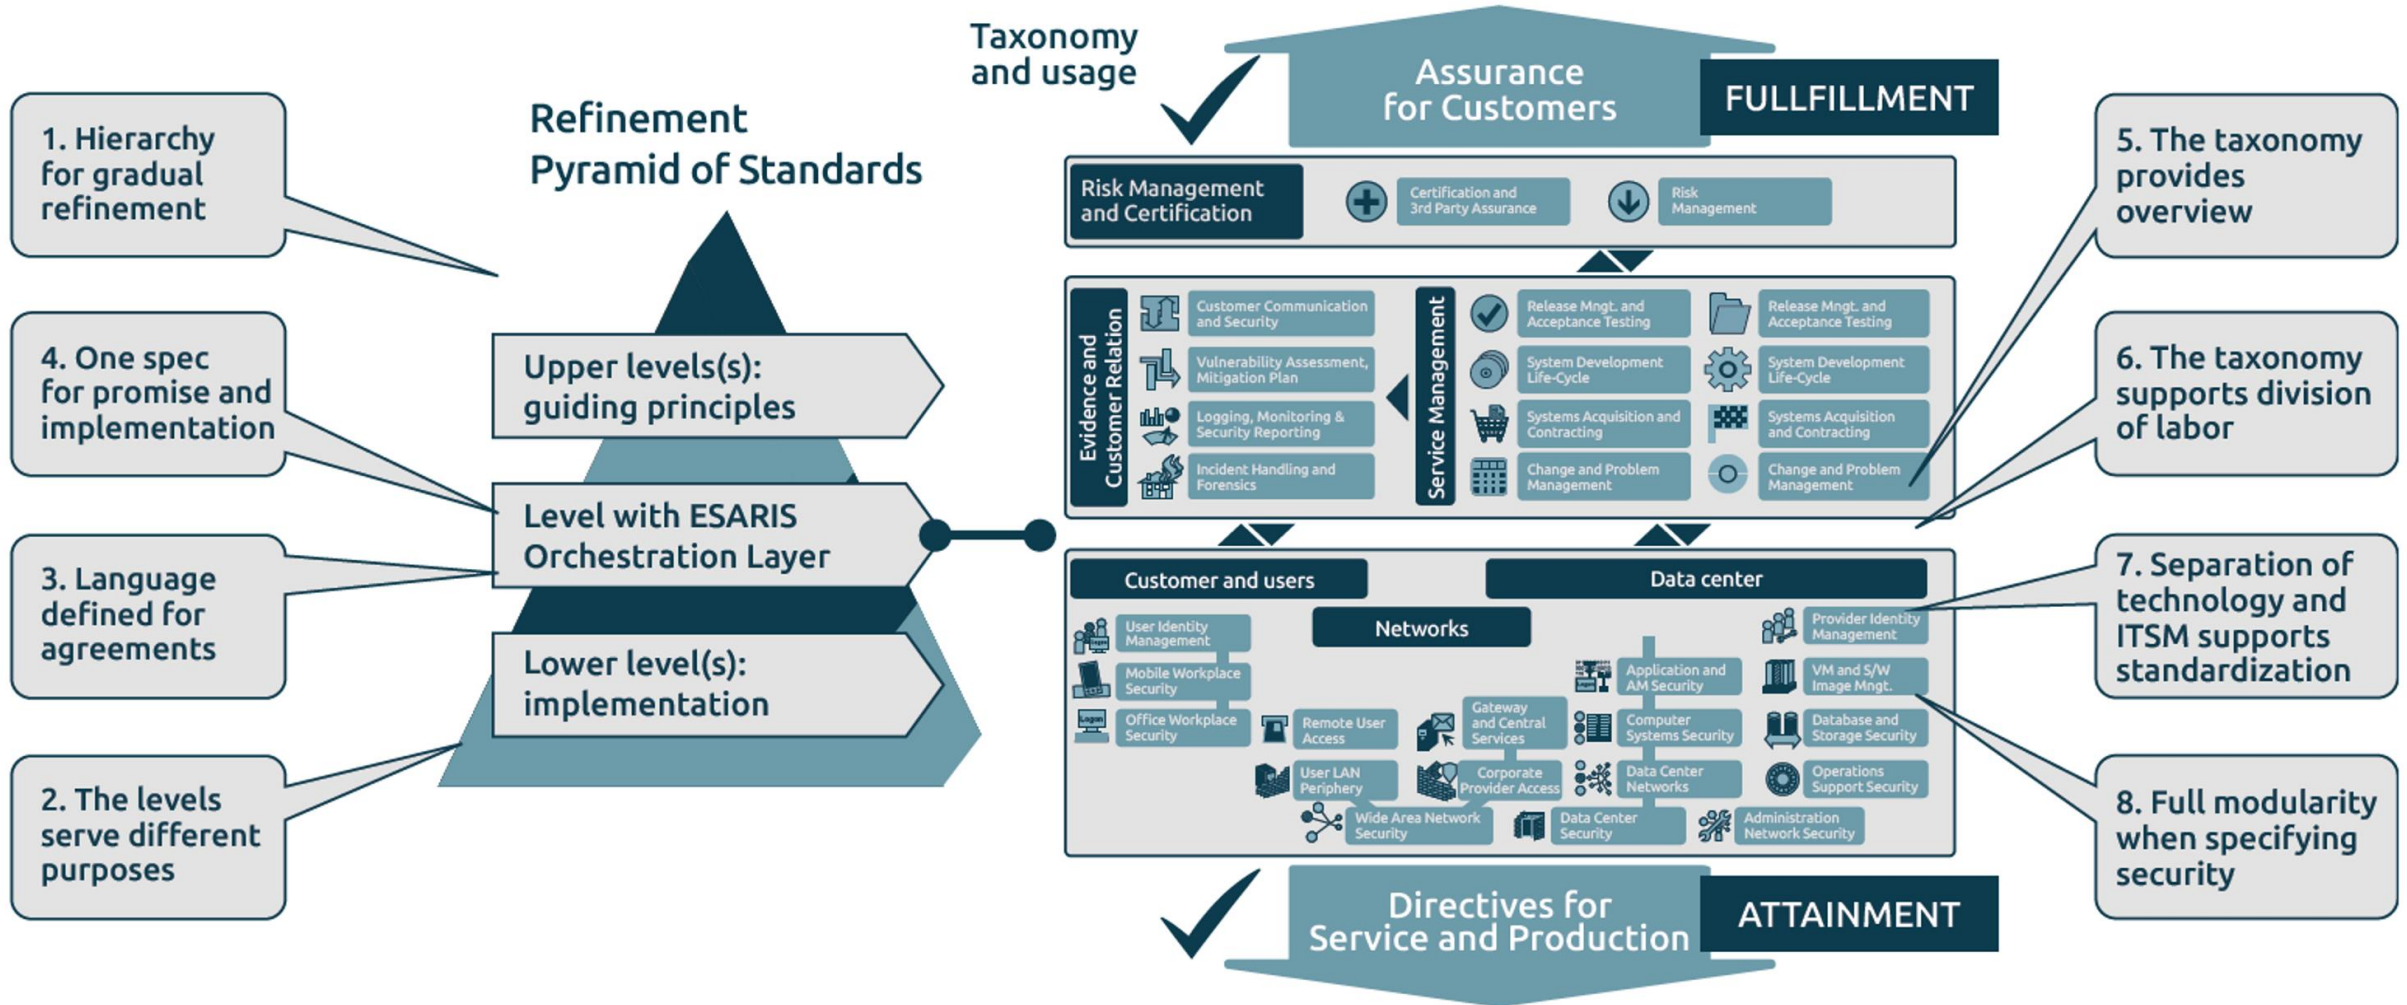 Taxonomy
and usage
Assurance
for Customers
FULLFILLMENT
1. Hierarchy
for gradual
refinement
4. One spec
for promise and
implementation
3. Language
defined for
agreements
2. The levels
serve different
purposes
Refinement
Pyramid of Standards
Upper levels(s):
guiding principles
Level with ESARIS
Orchestration Layer
Lower level(s):
implementation
Risk Management
and Certification
Certification and
3rd Party Assurance
Risk
Management
Evidence and
Customer Relation
Customer Communication
and Security
Vulnerability Assessment,
Mitigation Plan
Logging, Monitoring &
Security Reporting
Incident Handling and
Forensics
Service Management
Release Mngt. and
Acceptance Testing
System Development
Life-Cycle
Systems Acquisition and
Contracting
Change and Problem
Management
Release Mngt. and
Acceptance Testing
System Development
Life-Cycle
Systems Acquisition
and Contracting
Change and Problem
Management
Customer and users
Networks
Data center
User Identity
Management
Mobile Workplace
Security
Logon
Office Workplace
Security
Remote User
Access
User LAN
Periphery
Wide Area Network
Security
Gateway
and Central
Services
Corporate
Provider Access
Application and
AM Security
Computer
Systems Security
Data Center
Networks
Data Center
Security
Provider Identity
Management
VM and S/W
Image Mngt.
Database and
Storage Security
Operations
Support Security
Administration
Network Security
Directives for
Service and Production
ATTAINMENT
5. The taxonomy
provides
overview
6. The taxonomy
supports division
of labor
7. Separation of
technology and
ITSM supports
standardization
8. Full modularity
when specifying
security